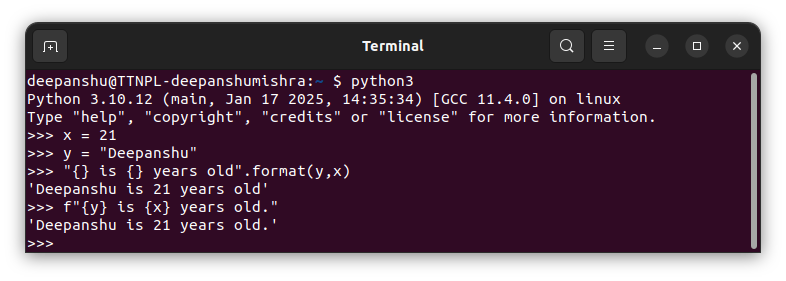 Terminal
deepanshu@TTNPL-deepanshumishra:~ $ python3
Python 3.10.12 (main, Jan 17 2025, 14:35:34) [GCC 11.4.0] on linux
Type "help", "copyright", "credits" or "license" for more information.
>>> x = 21
>>> y = "Deepanshu"
>>> "{} is {} years old".format(y,x)
'Deepanshu is 21 years old'
>>> f"{y} is {x} years old."
'Deepanshu is 21 years old.'
>>>